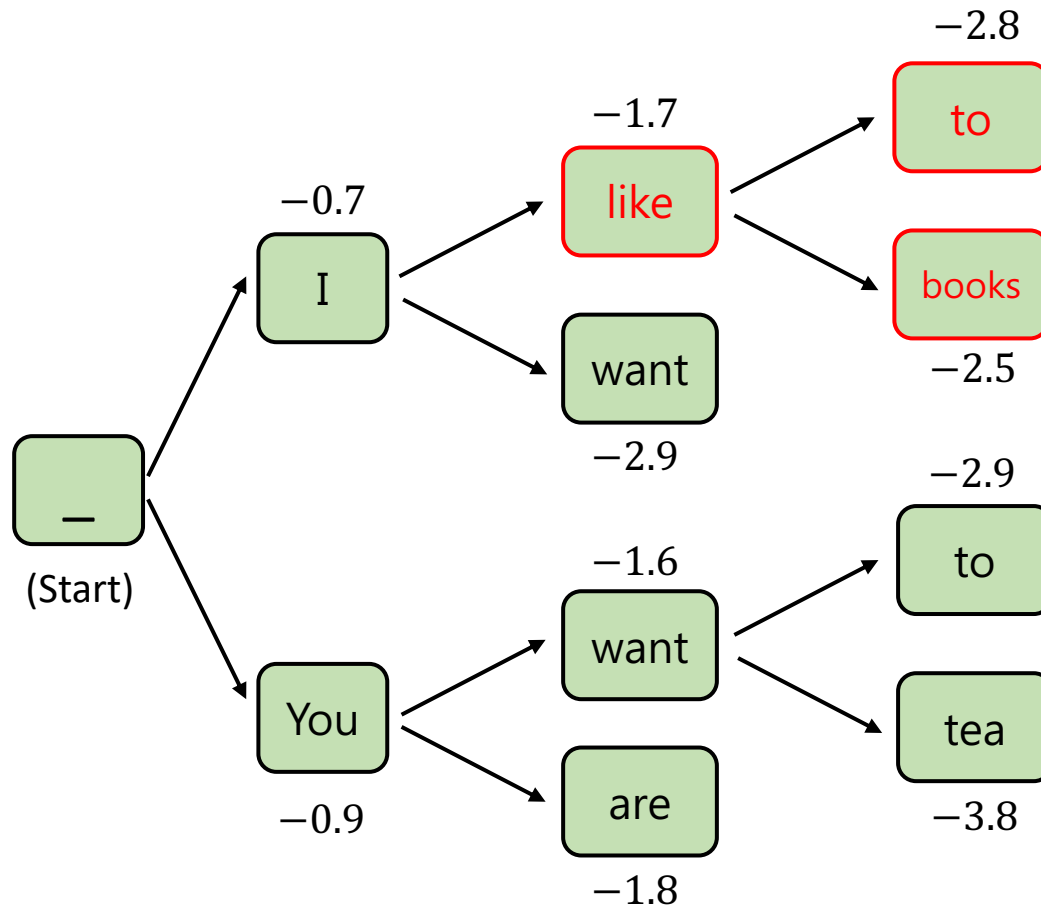 −2.8
to
−1.7
like
−0.7
I
books
−2.5
want
−2.9
_
(Start)
−2.9
to
−1.6
want
You
−0.9
tea
−3.8
are
−1.8